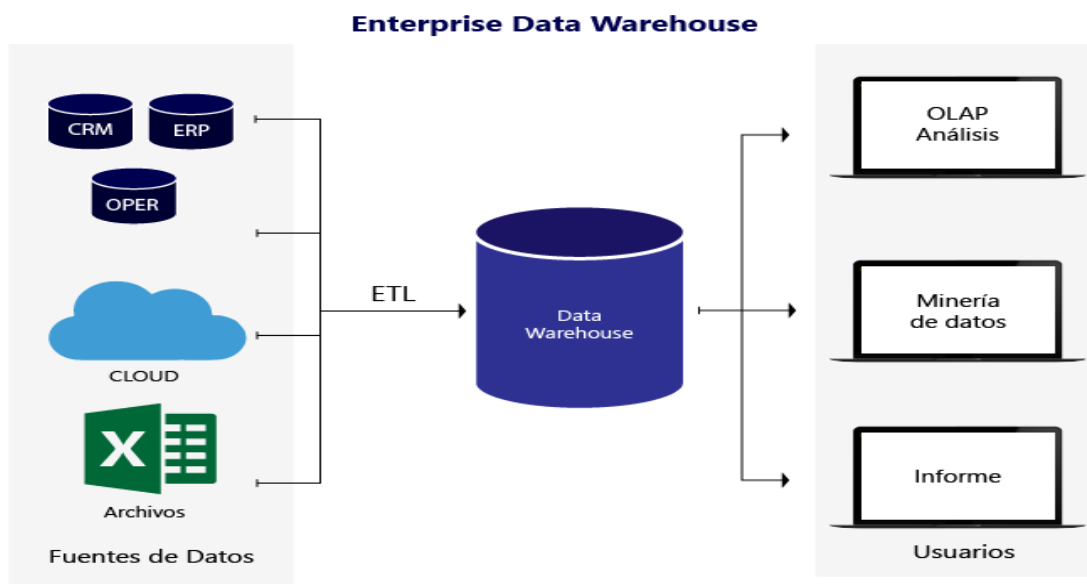 Enterprise Data Warehouse
CRM
ERP
OPER
CLOUD
X
Archivos
Fuentes de Datos
ETL
Data
Warehouse
OLAP
Análisis
Minería
de datos
Informe
Usuarios